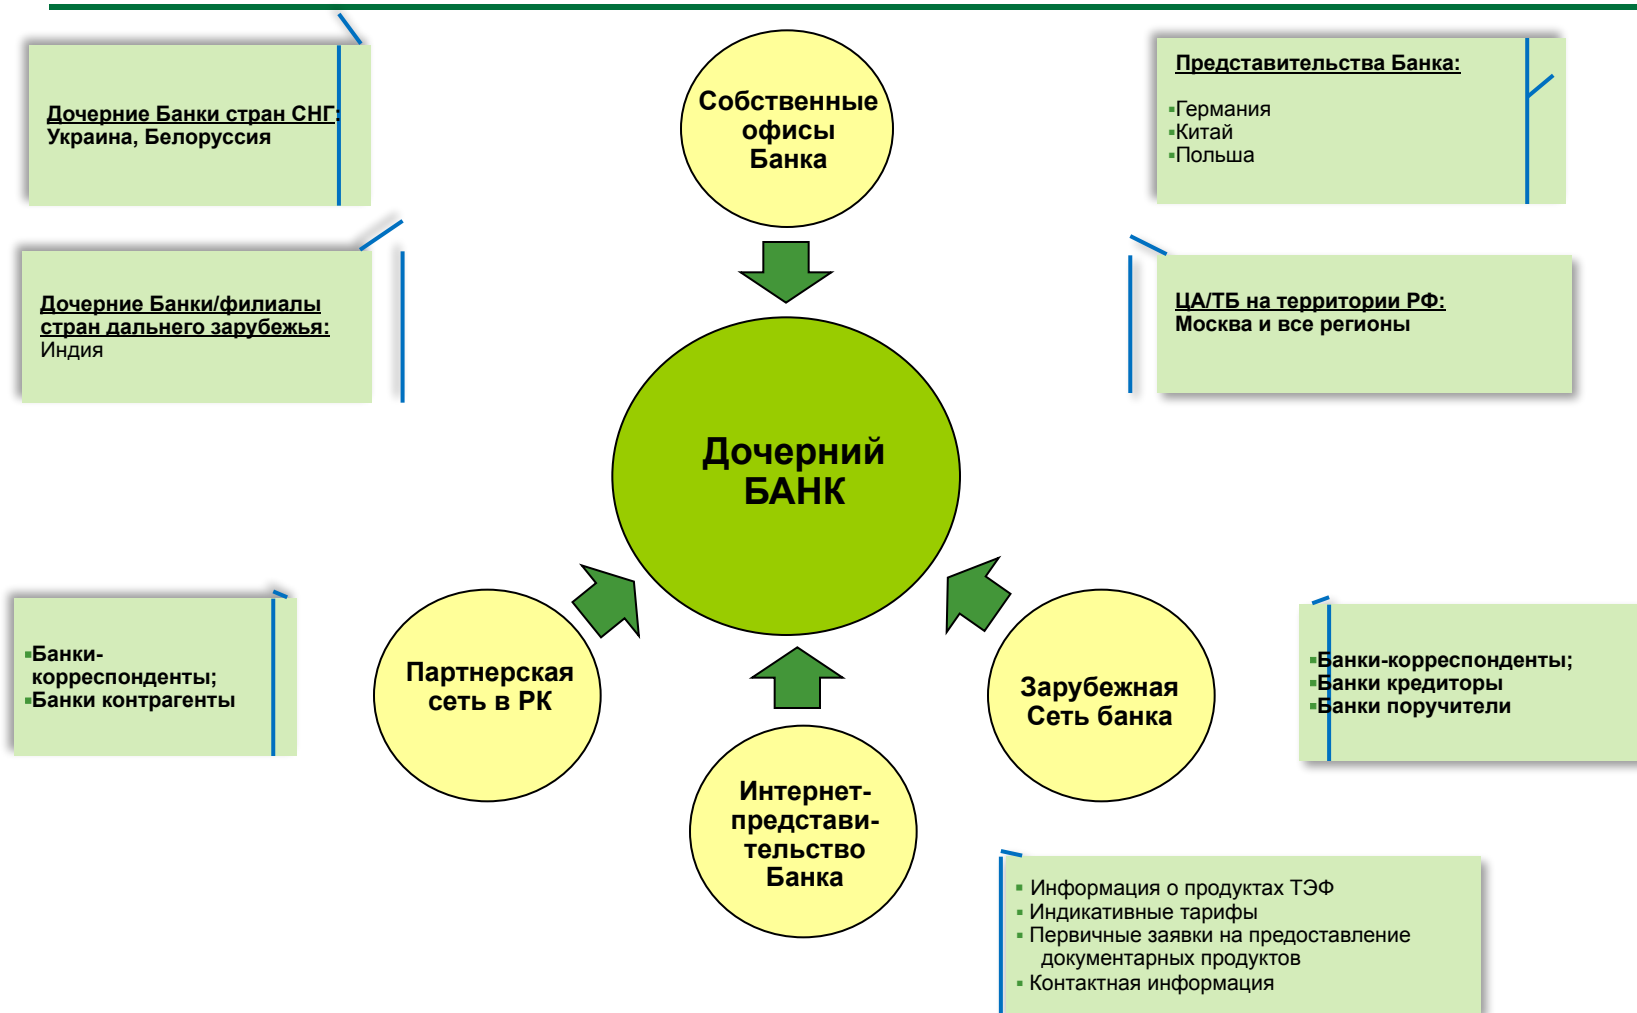 Дочерние Банки стран СНГ:
Украина, Белоруссия
Собственные
офисы
Банка
Представительства Банка:
▪Германия
▪Китай
▪Польша
Дочерние Банки/филиалы
стран дальнего зарубежья:
Индия
ЦА/ТБ на территории РФ:
Москва и все регионы
Дочерний
БАНК
▪Банки-
корреспонденты;
▪Банки контрагенты
Партнерская
сеть в РК
Зарубежная
Сеть банка
▪Банки-корреспонденты;
▪Банки кредиторы
▪Банки поручители
Интернет-
представи-
тельство
Банка
▪ Информация о продуктах ТЭФ
▪ Индикативные тарифы
▪ Первичные заявки на предоставление
документарных продуктов
▪ Контактная информация